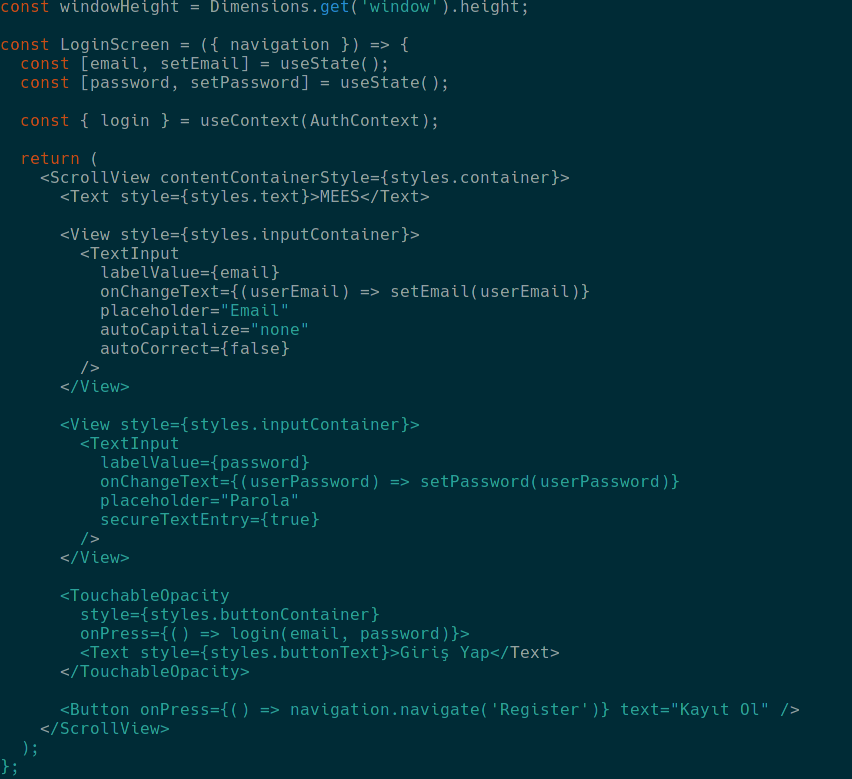 const windowHeight = Dimensions.get('window').height;
const LoginScreen = ({ navigation }) => {
const [email, setEmail] = useState();
const [password, setPassword] = useState();
const { login } = useContext(AuthContext);
return (
<ScrollView contentContainerStyle={styles.container}>
<Text style={styles.text}>MEES</Text>
<View style={styles.inputContainer}>
<TextInput
labelValue={email}
onChangeText={(userEmail) => setEmail(userEmail)}
placeholder="Email"
autoCapitalize="none"
autoCorrect={false}
/>
</View>
<View style={styles.inputContainer}>
<TextInput
labelValue={password}
onChangeText={(userPassword) => setPassword(userPassword)}
placeholder="Parola"
secureTextEntry={true}
/>
</View>
<TouchableOpacity
style={styles.buttonContainer}
onPress={() => login(email, password)}>
<Text style={styles.buttonText}>Giriş Yap</Text>
</TouchableOpacity>
<Button onPress={() => navigation.navigate('Register')} text="Kayıt Ol" />
</ScrollView>
);
};